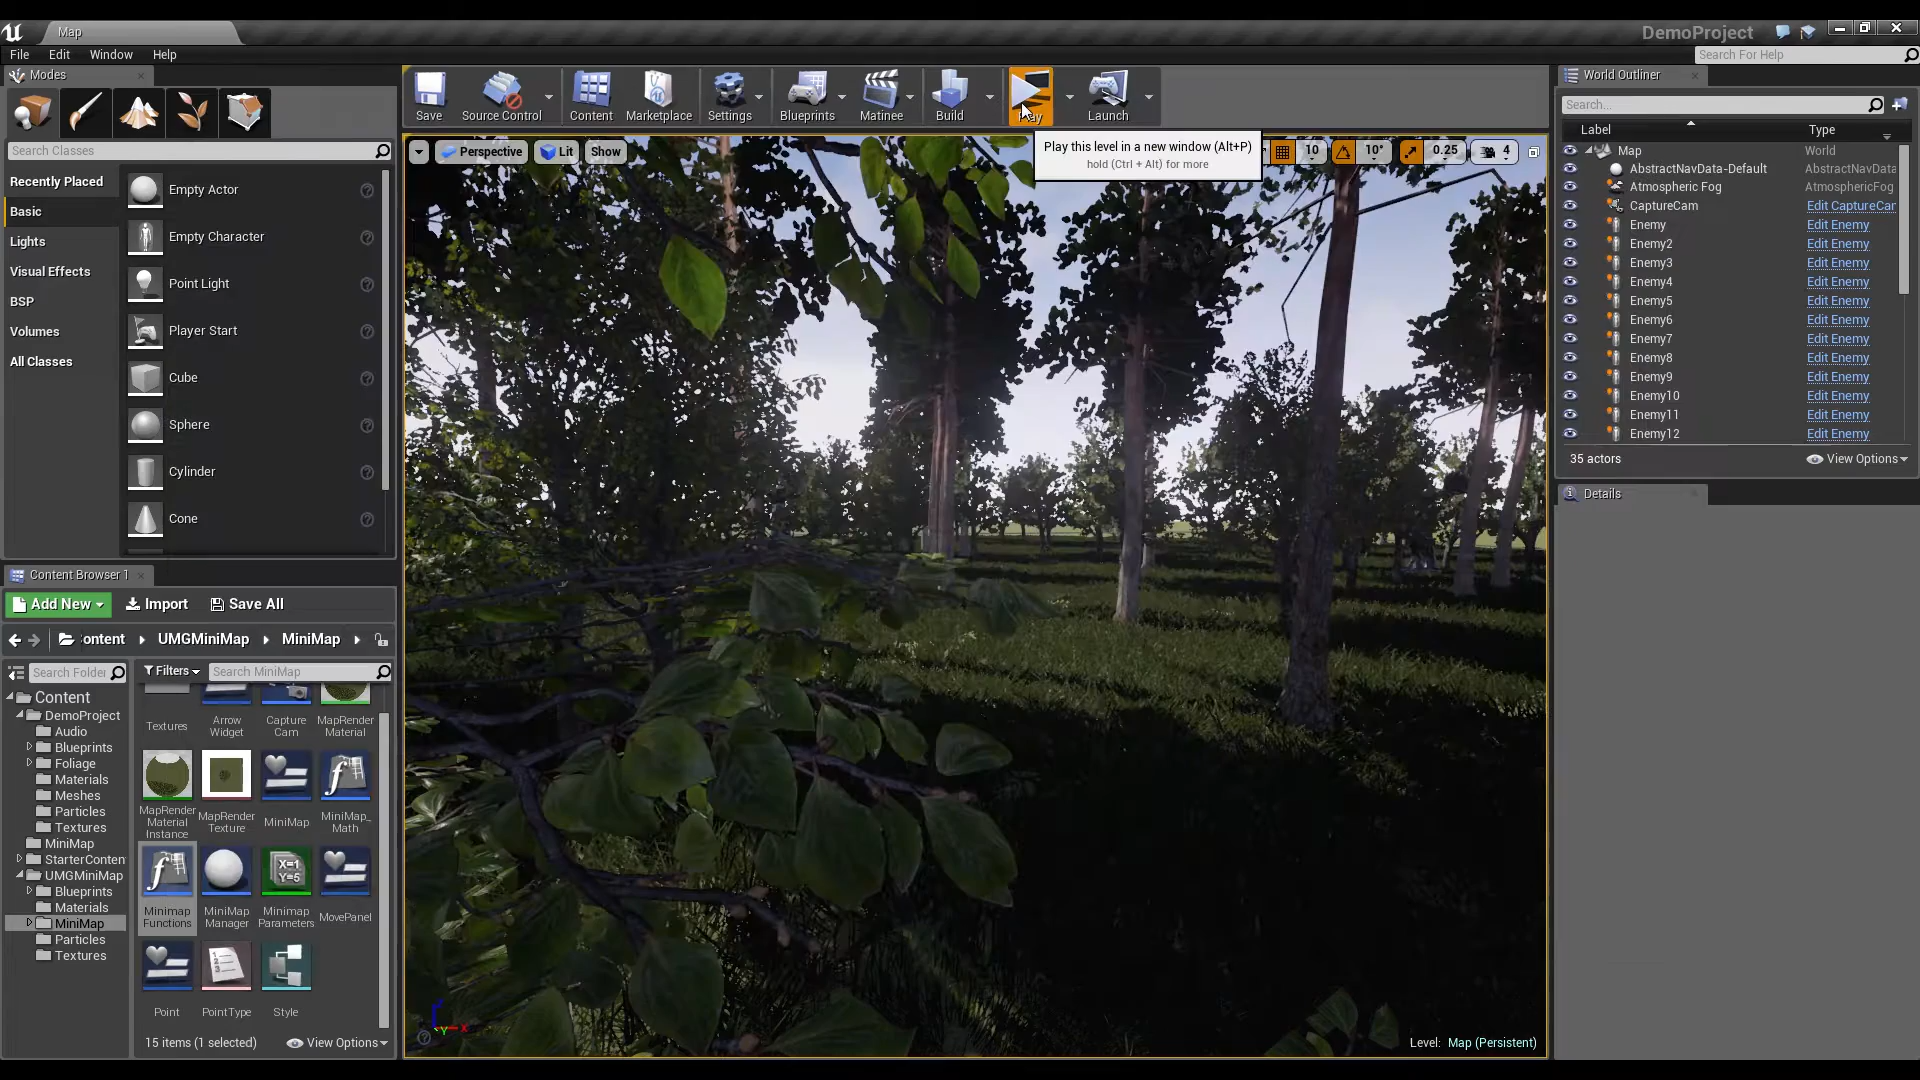 Map
DemoProject
File Edit Window Help
Search For Help
Modes
Search Classes
Recently Placed
Basic
Lights
Visual Effects
BSP
Volumes
All Classes
Empty Actor
Empty Character
Point Light
Player Start
Cube
Sphere
Cylinder
Cone
Save
Source Control
Content
Marketplace
Settings
Blueprints
Matinee
Build
Launch
Play this level in a new window (Alt+P)
hold (Ctrl + Alt) for more
Perspective
Lit
Show
10
10°
0.25
4
Level: Map (Persistent)
World Outliner
Search...
Label Type
Map World
AbstractNavData-Default AbstractNavData
Atmospheric Fog AtmosphericFog
CaptureCam Edit CaptureCar
Enemy Edit Enemy
Enemy2 Edit Enemy
Enemy3 Edit Enemy
Enemy4 Edit Enemy
Enemy5 Edit Enemy
Enemy6 Edit Enemy
Enemy7 Edit Enemy
Enemy8 Edit Enemy
Enemy9 Edit Enemy
Enemy10 Edit Enemy
Enemy11 Edit Enemy
Enemy12 Edit Enemy
35 actors View Options
Details
Content Browser 1
Add New Import Save All
ontent UMGMiniMap MiniMap
Search Folder
Filters Search MiniMap
Content
DemoProject
Audio
Blueprints
Foliage
Materials
Meshes
Particles
Textures
MiniMap
StarterConten
UMGMiniMap
Blueprints
Materials
MiniMap
Particles
Textures
Textures
Arrow
Widget
Capture
Cam
MapRender
Material
MapRender
Material
Instance
MapRender
Texture
MiniMap
MiniMap_
Math
Minimap
Functions
MiniMap
Manager
X=1
Y=5
Minimap
Parameters
MovePanel
Point
PointType
Style
15 items (1 selected) View Options